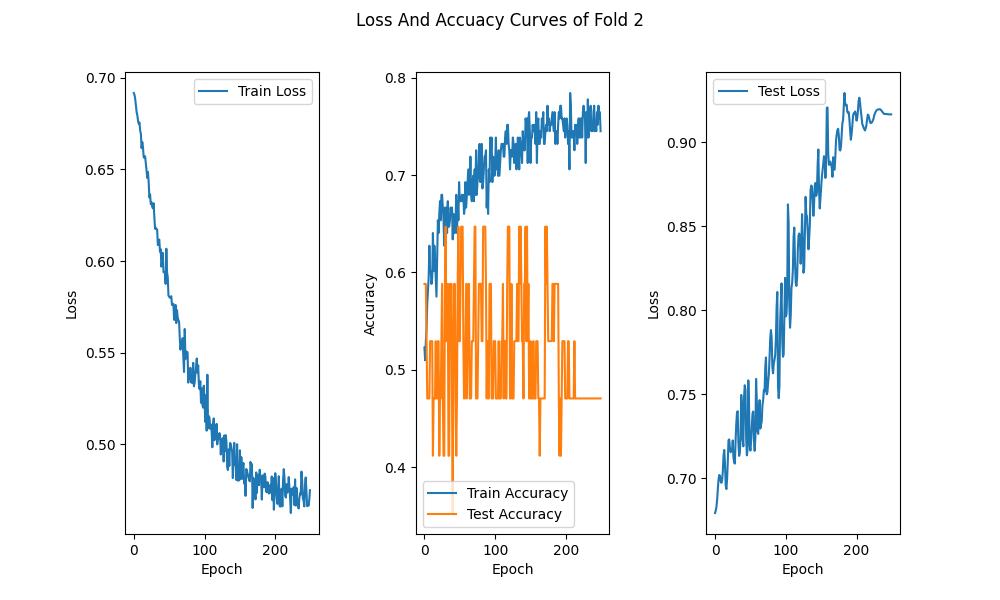 Loss And Accuacy Curves of Fold 2
Loss
0.70
0.65
0.60
0.55
0.50
Train Loss
0 100 200
Epoch
Accuracy
0.8
0.7
0.6
0.5
0.4
Train Accuracy
Test Accuracy
0 100 200
Epoch
Loss
0.90
0.85
0.80
0.75
0.70
Test Loss
0 100 200
Epoch